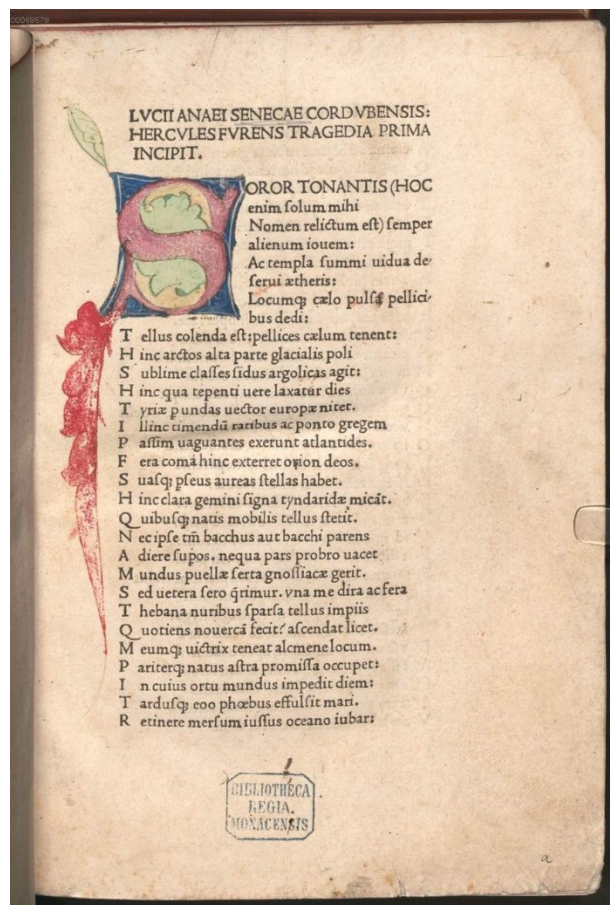 00069578
LVCII ANAEI SENECAE CORDVBENSIS:
HERCVLES FVRENS TRAGEDIA PRIMA
INCIPIT.
SOROR TONANTIS (HOC
enim ſolum mihi
Nomen relictum eſt) ſemper
alienum iouem:
Ac templa ſummi uidua de-
ſerui ætheris:
Locumq; cælo pulſa pellici-
bus dedi:
T ellus colenda eſt: pellices cælum tenent:
H inc arctos alta parte glacialis poli
S ublime claſſes ſidus argolicas agit:
H inc qua tepenti uere laxatur dies
T yriæ p undas uector europæ nitet.
I llinc timendū ratibus ac ponto gregem
P aſſim uaguantes exerunt atlantides.
F era comā hinc exterret orion deos.
S uaſq; pſeus aureas ſtellas habet.
H inc clara gemini ſigna tyndaridæ micāt.
Q uibuſq; natis mobilis tellus ſtetit.
N ec ipſe tm̄ bacchus aut bacchi parens
A diere ſupos. nequa pars probro uacet
M undus puellæ ſerta gnoſſiacæ gerit.
S ed uetera ſero q̄rimur. vna me dira ac fera
T hebana nuribus ſparſa tellus impiis
Q uotiens nouercā fecit? aſcendat licet.
M eumq; uictrix teneat alcmene locum.
P ariterq; natus aſtra promiſſa occupet:
I n cuius ortu mundus impedit diem:
T arduſq; eoo phœbus effulſit mari.
R etinere merſum iuſſus oceano iubar:
BIBLIOTHECA
REGIA.
MONACENSIS
a